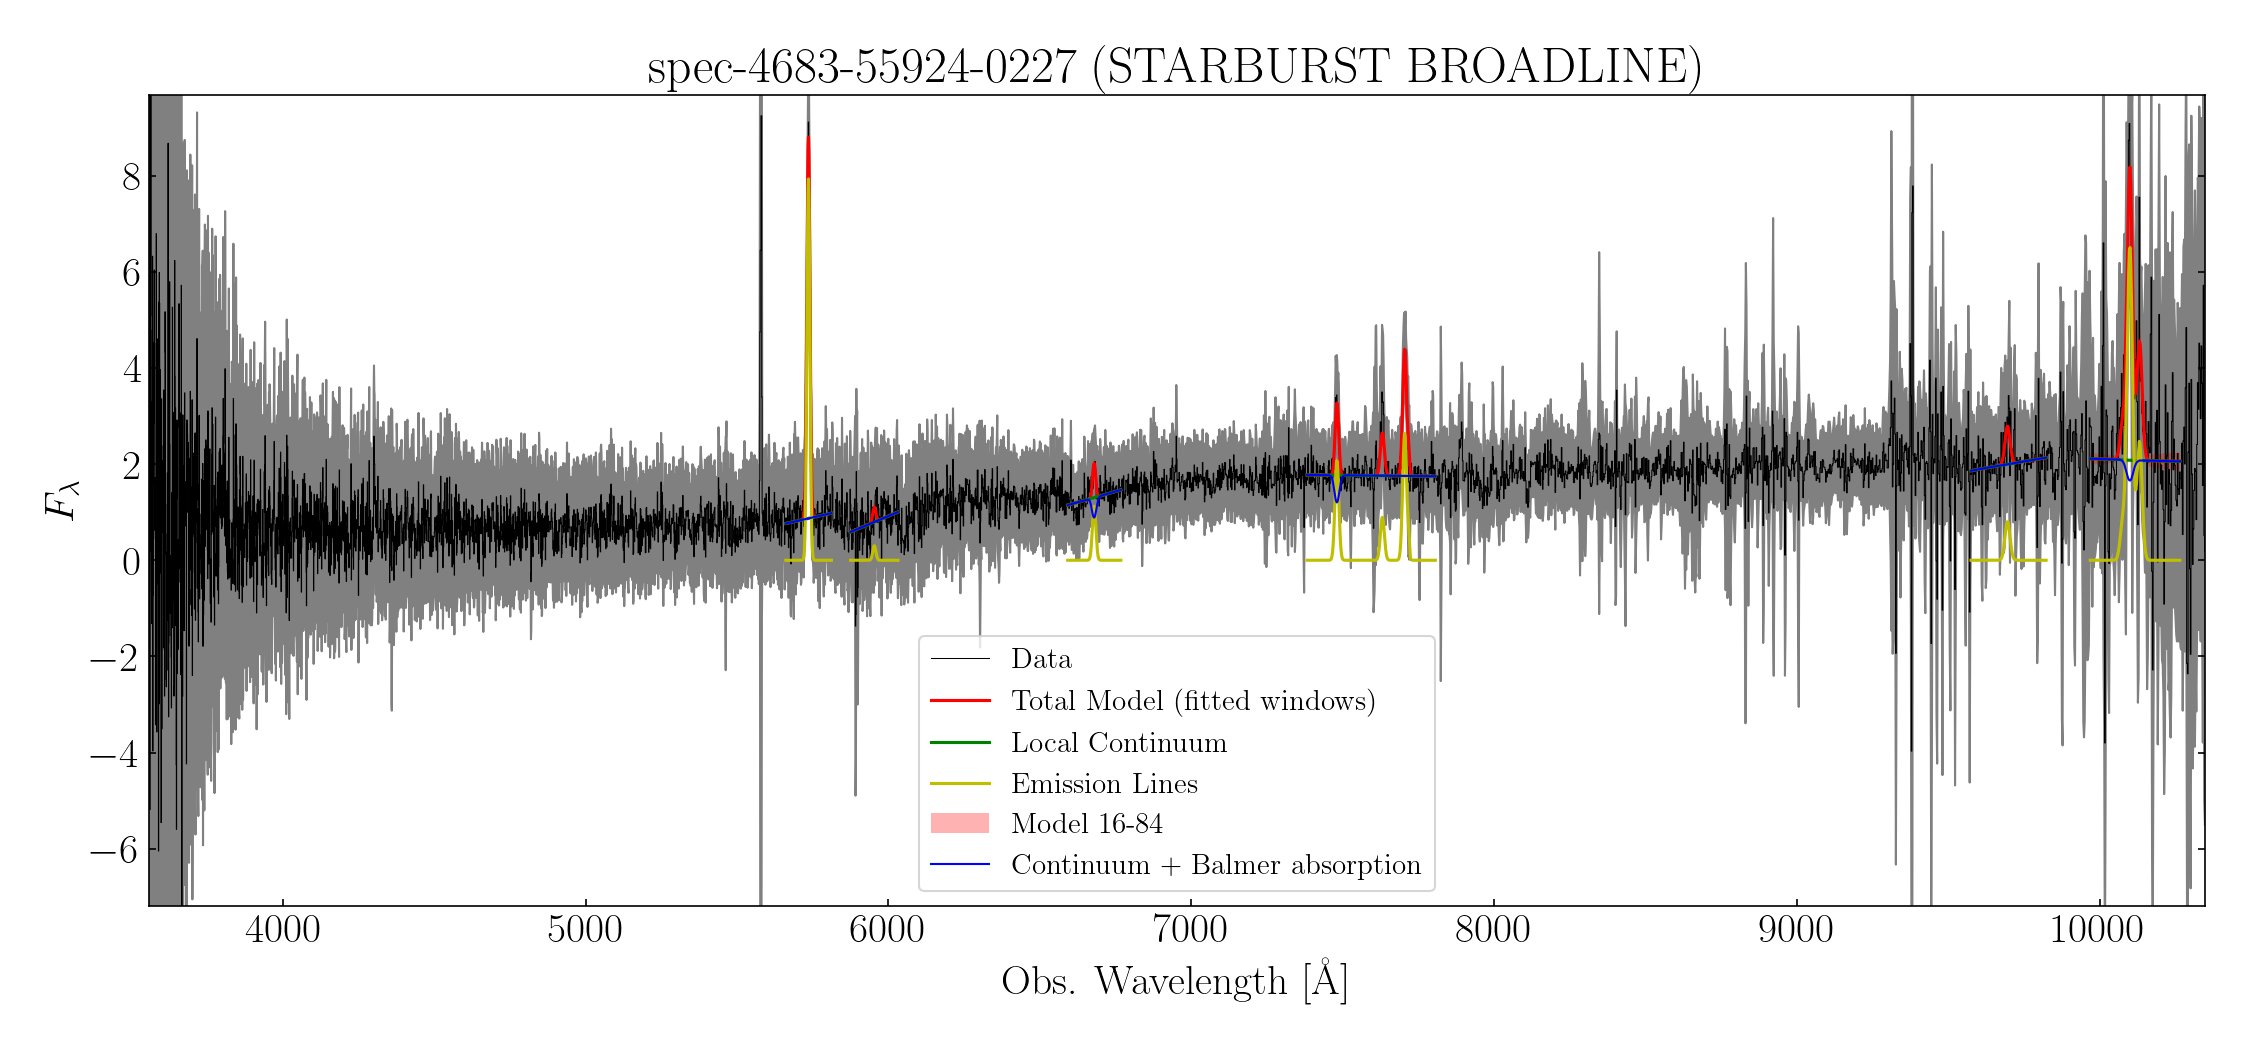 spec-4683-55924-0227 (STARBURST BROADLINE)
8
6
4
2
0
−2
−4
−6
F_λ
Data
Total Model (fitted windows)
Local Continuum
Emission Lines
Model 16-84
Continuum + Balmer absorption
4000 5000 6000 7000 8000 9000 10000
Obs. Wavelength [Å]